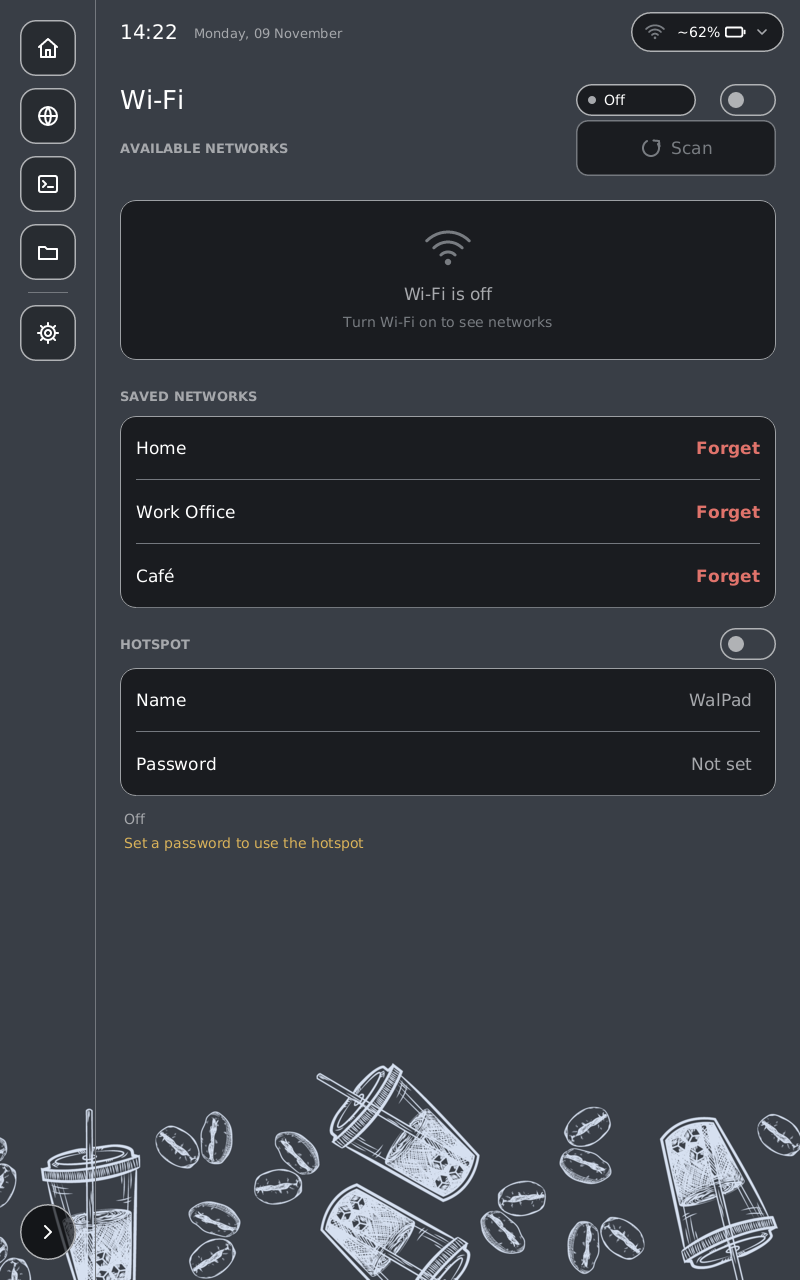 14:22 Monday, 09 November ~62%
Wi-Fi Off
AVAILABLE NETWORKS Scan
Wi-Fi is off
Turn Wi-Fi on to see networks
SAVED NETWORKS
Home Forget
Work Office Forget
Café Forget
HOTSPOT
Name WalPad
Password Not set
Off
Set a password to use the hotspot